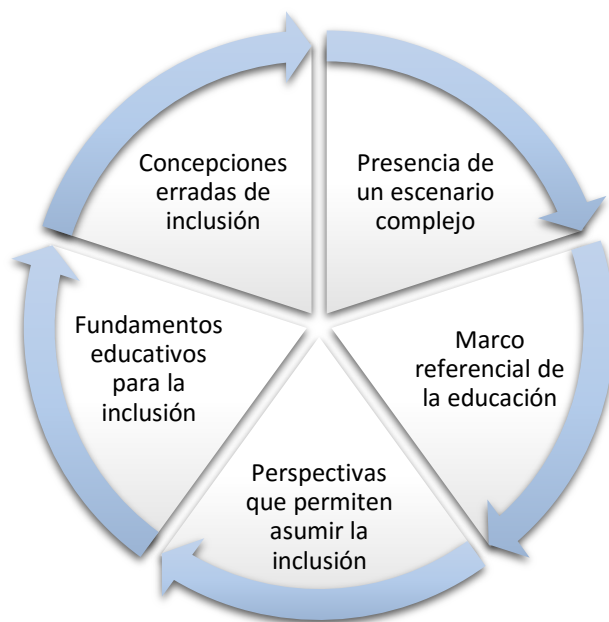 Concepciones
erradas de
inclusión
Presencia de
un escenario
complejo
Marco
referencial de
la educación
Perspectivas
que permiten
asumir la
inclusión
Fundamentos
educativos
para la
inclusión